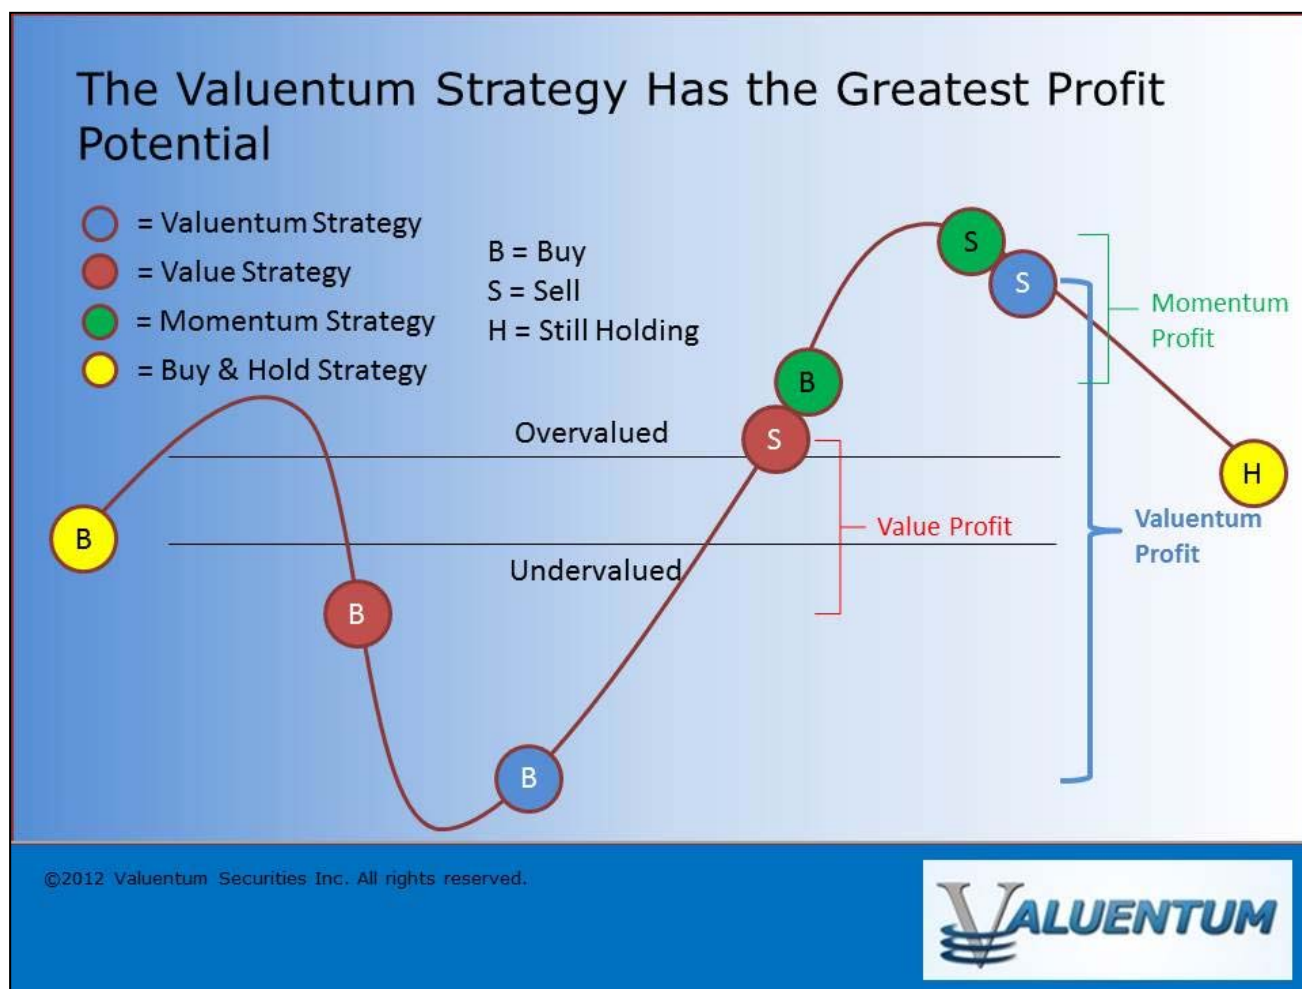 The Valuentum Strategy Has the Greatest Profit
Potential
= Valuentum Strategy
= Value Strategy
= Momentum Strategy
= Buy & Hold Strategy
B = Buy
S = Sell
H = Still Holding
S
S
Momentum
Profit
B
Overvalued
S
H
B
Value Profit
Valuentum
Profit
Undervalued
B
B
©2012 Valuentum Securities Inc. All rights reserved.
VALUENTUM